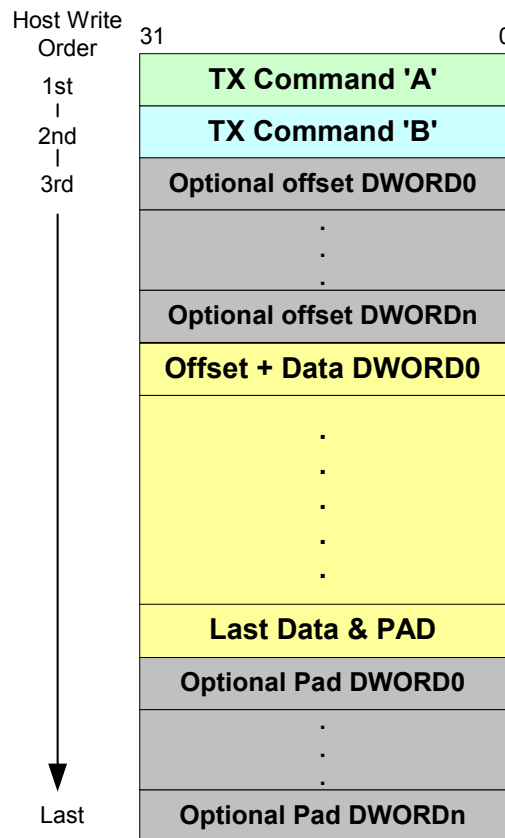 Host Write
Order
31
0
1st
TX Command 'A'
2nd
TX Command 'B'
3rd
Optional offset DWORD0
.
.
.
Optional offset DWORDn
Offset + Data DWORD0
.
.
.
.
.
Last Data & PAD
Optional Pad DWORD0
.
.
.
Last
Optional Pad DWORDn